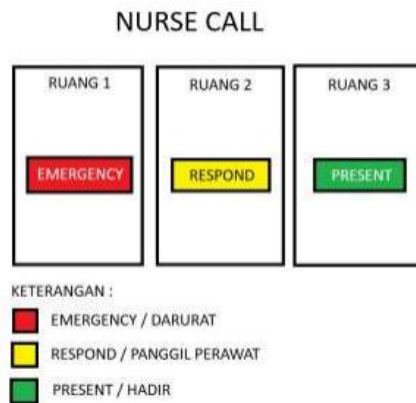 NURSE CALL
RUANG 1
RUANG 2
RUANG 3
EMERGENCY
RESPOND
PRESENT
KETERANGAN :
EMERGENCY / DARURAT
RESPOND / PANGGIL PERAWAT
PRESENT / HADIR